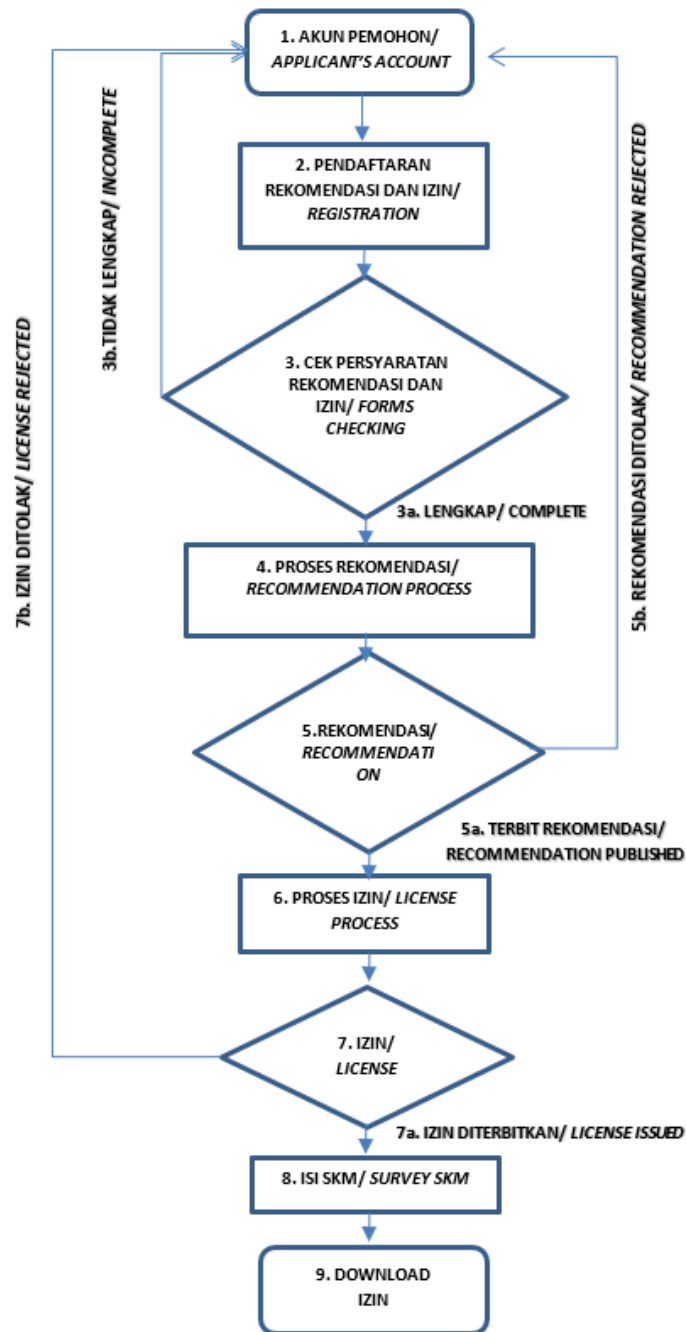 1. AKUN PEMOHON/
APPLICANT'S ACCOUNT
2. PENDAFTARAN
REKOMENDASI DAN IZIN/
REGISTRATION
3b.TIDAK LENGKAP/ INCOMPLETE
3. CEK PERSYARATAN
REKOMENDASI DAN
IZIN/ FORMS
CHECKING
7b. IZIN DITOLAK/ LICENSE REJECTED
5b. REKOMENDASI DITOLAK/ RECOMMENDATION REJECTED
3a. LENGKAP/ COMPLETE
4. PROSES REKOMENDASI/
RECOMMENDATION PROCESS
5.REKOMENDASI/
RECOMMENDATI
ON
5a. TERBIT REKOMENDASI/
RECOMMENDATION PUBLISHED
6. PROSES IZIN/ LICENSE
PROCESS
7. IZIN/
LICENSE
7a. IZIN DITERBITKAN/ LICENSE ISSUED
8. ISI SKM/ SURVEY SKM
9. DOWNLOAD
IZIN